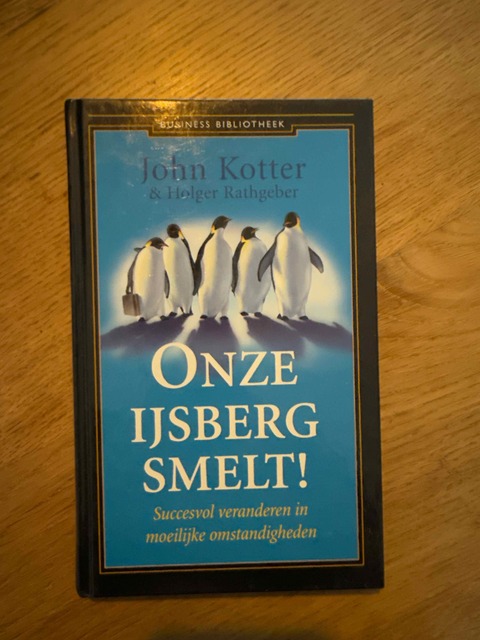 BUSINESS BIBLIOTHEEK
John Kotter
& Holger Rathgeber
ONZE
IJSBERG
SMELT!
Succesvol veranderen in
moeilijke omstandigheden